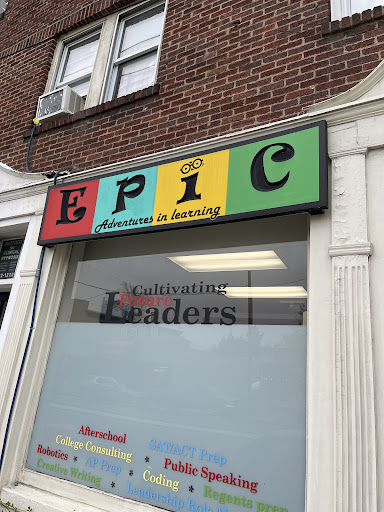 EPiC
Adventures in learning
Cultivating
Future
Leaders
Afterschool SAT/ACT Prep
College Consulting * Public Speaking
Robotics * AP Prep * Coding * Regents prep
Creative Writing * Leadership